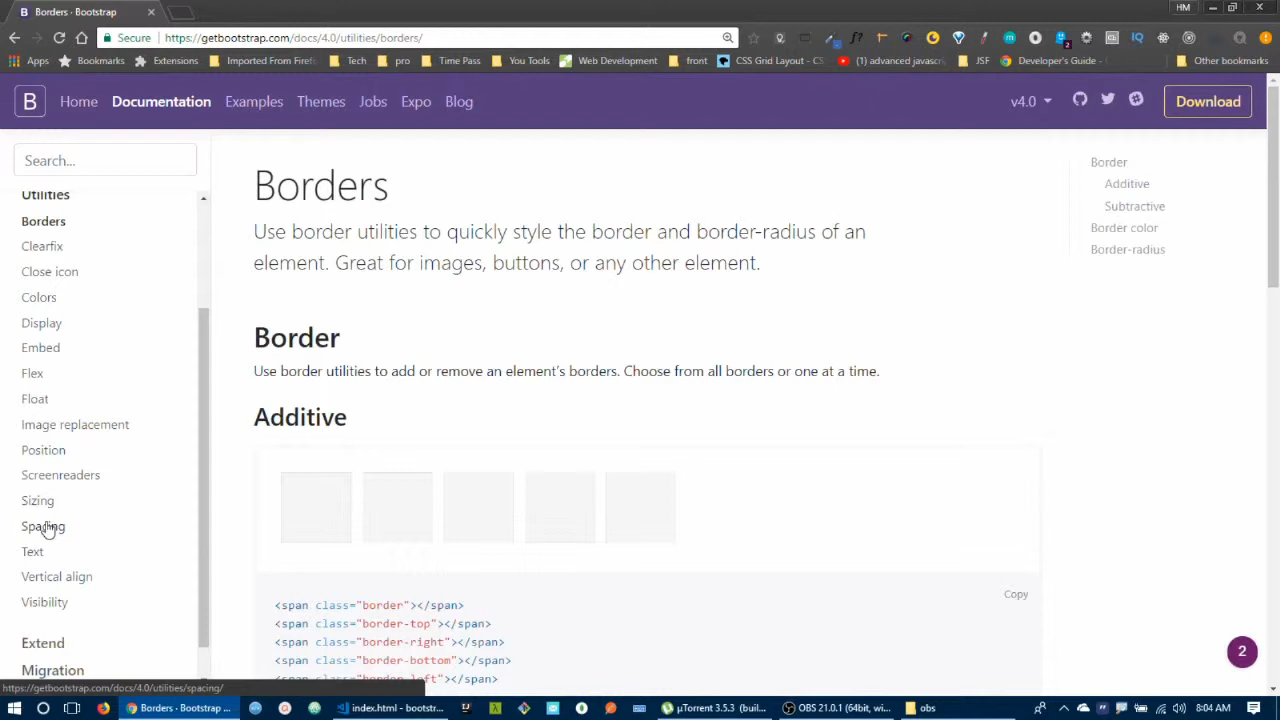 Borders · Bootstrap
HM
Secure
https://getbootstrap.com/docs/4.0/utilities/borders/
Apps
Bookmarks
Extensions
Imported From Firef
Tech
pro
Time Pass
You Tools
Web Development
front
CSS Grid Layout - CS
(1) advanced javascri
JSF
Developer's Guide -
Other bookmarks
B
Home
Documentation
Examples
Themes
Jobs
Expo
Blog
v4.0
Download
Search...
Utilities
Borders
Clearfix
Close icon
Colors
Display
Embed
Flex
Float
Image replacement
Position
Screenreaders
Sizing
Spacing
Text
Vertical align
Visibility
Extend
Migration
Borders
Use border utilities to quickly style the border and border-radius of an
element. Great for images, buttons, or any other element.
Border
Use border utilities to add or remove an element's borders. Choose from all borders or one at a time.
Additive
Copy
<span class="border"></span>
<span class="border-top"></span>
<span class="border-right"></span>
<span class="border-bottom"></span>
<span class="border-left"></span>
Border
Additive
Subtractive
Border color
Border-radius
2
https://getbootstrap.com/docs/4.0/utilities/spacing/
Borders · Bootstrap ...
index.html - bootstr...
µTorrent 3.5.3 (buil...
OBS 21.0.1 (64bit, wi...
obs
8:04 AM